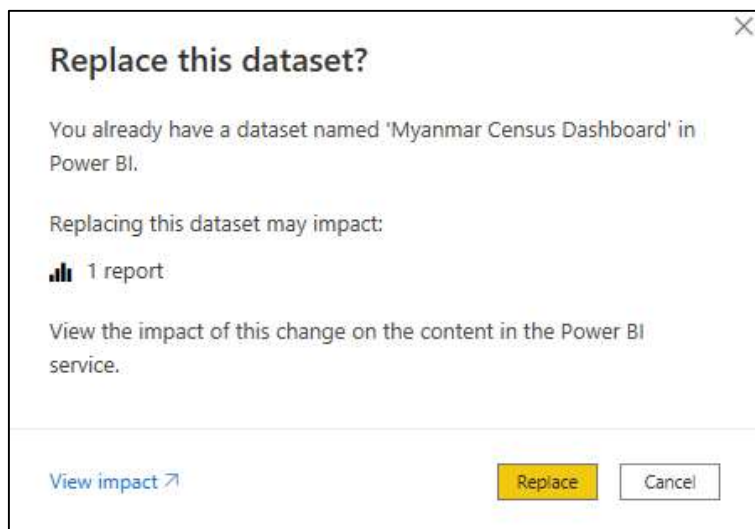 Replace this dataset?
You already have a dataset named 'Myanmar Census Dashboard' in
Power BI.
Replacing this dataset may impact:
1 report
View the impact of this change on the content in the Power BI
service.
View impact
Replace
Cancel